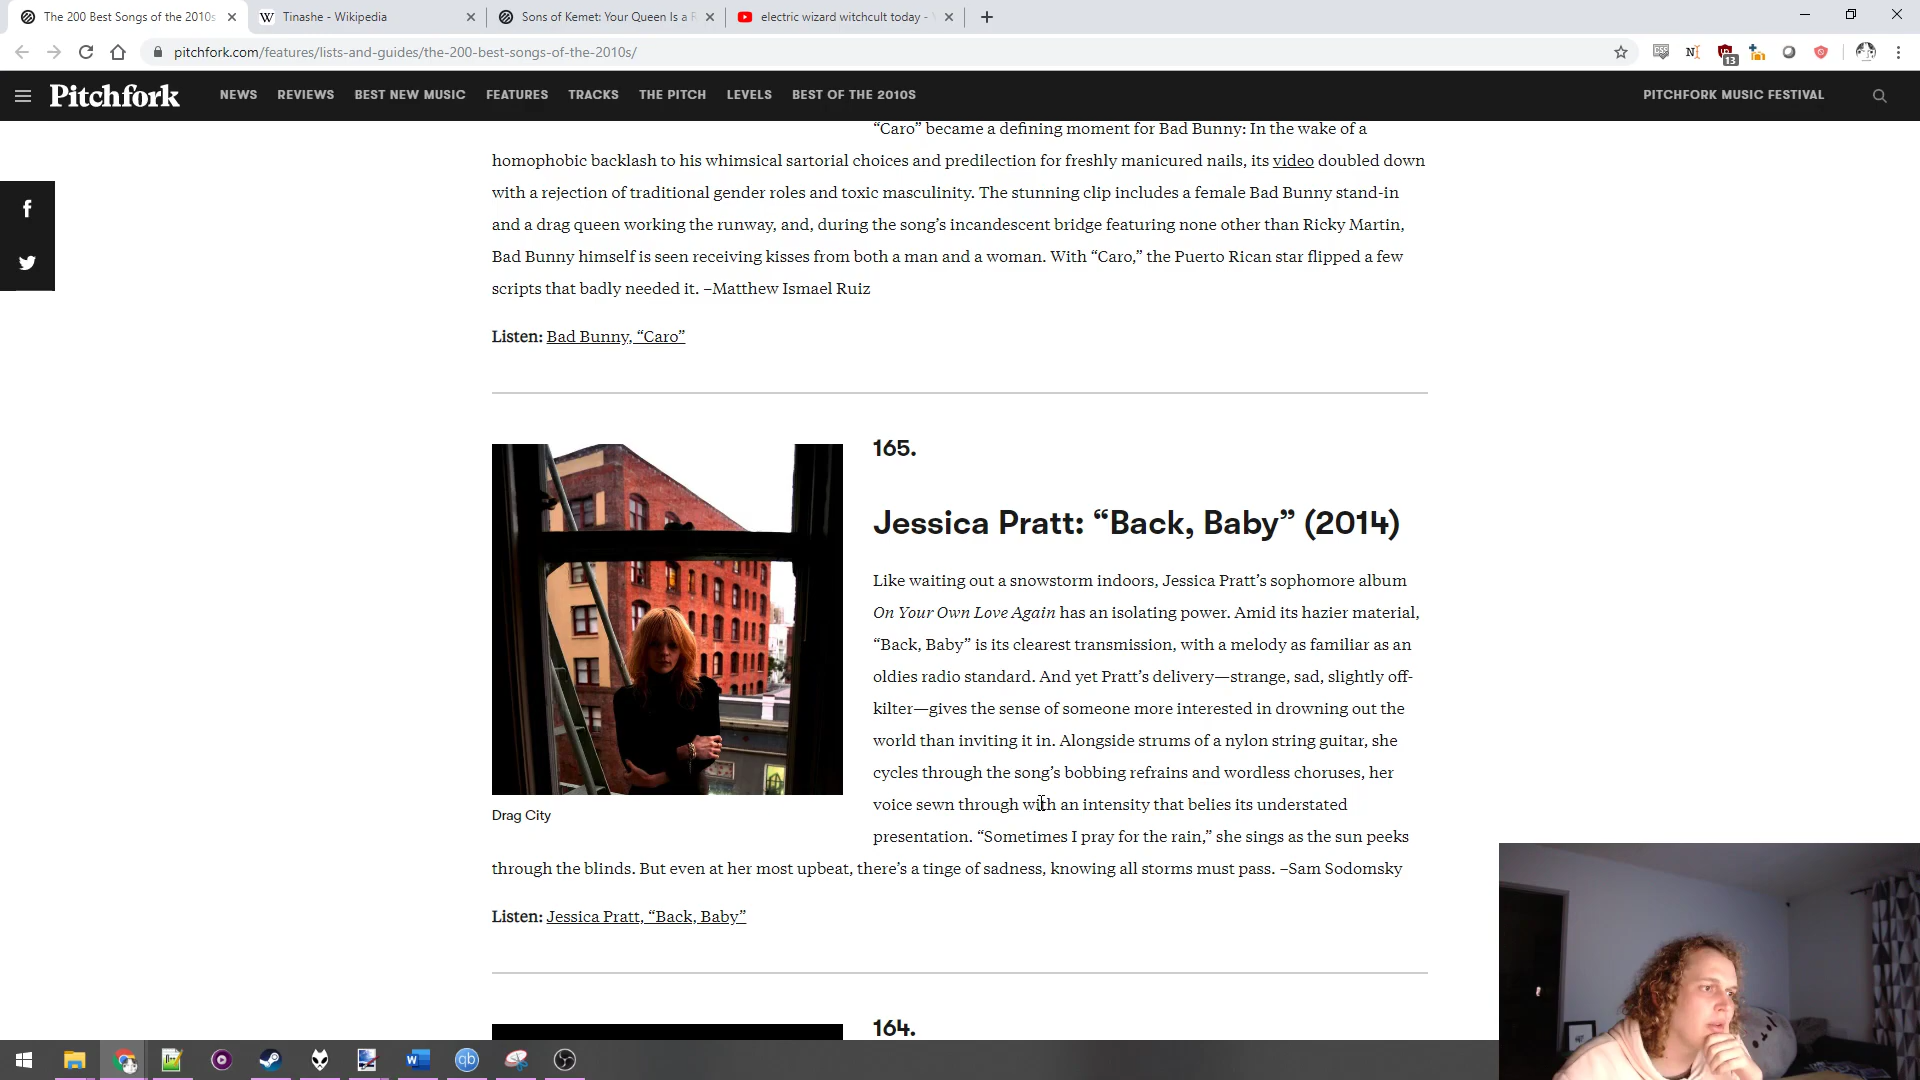 The 200 Best Songs of the 2010s
Tinashe - Wikipedia
Sons of Kemet: Your Queen Is a R
electric wizard witchcult today -
pitchfork.com/features/lists-and-guides/the-200-best-songs-of-the-2010s/
13
Pitchfork
NEWS
REVIEWS
BEST NEW MUSIC
FEATURES
TRACKS
THE PITCH
LEVELS
BEST OF THE 2010S
PITCHFORK MUSIC FESTIVAL
“Caro” became a defining moment for Bad Bunny: In the wake of a
homophobic backlash to his whimsical sartorial choices and predilection for freshly manicured nails, its video doubled down
with a rejection of traditional gender roles and toxic masculinity. The stunning clip includes a female Bad Bunny stand-in
and a drag queen working the runway, and, during the song’s incandescent bridge featuring none other than Ricky Martin,
Bad Bunny himself is seen receiving kisses from both a man and a woman. With “Caro,” the Puerto Rican star flipped a few
scripts that badly needed it. –Matthew Ismael Ruiz
Listen: Bad Bunny, “Caro”
165.
Jessica Pratt: “Back, Baby” (2014)
Like waiting out a snowstorm indoors, Jessica Pratt’s sophomore album
On Your Own Love Again has an isolating power. Amid its hazier material,
“Back, Baby” is its clearest transmission, with a melody as familiar as an
oldies radio standard. And yet Pratt’s delivery—strange, sad, slightly off-
kilter—gives the sense of someone more interested in drowning out the
world than inviting it in. Alongside strums of a nylon string guitar, she
cycles through the song’s bobbing refrains and wordless choruses, her
voice sewn through with an intensity that belies its understated
presentation. “Sometimes I pray for the rain,” she sings as the sun peeks
Drag City
through the blinds. But even at her most upbeat, there’s a tinge of sadness, knowing all storms must pass. –Sam Sodomsky
Listen: Jessica Pratt, “Back, Baby”
164.